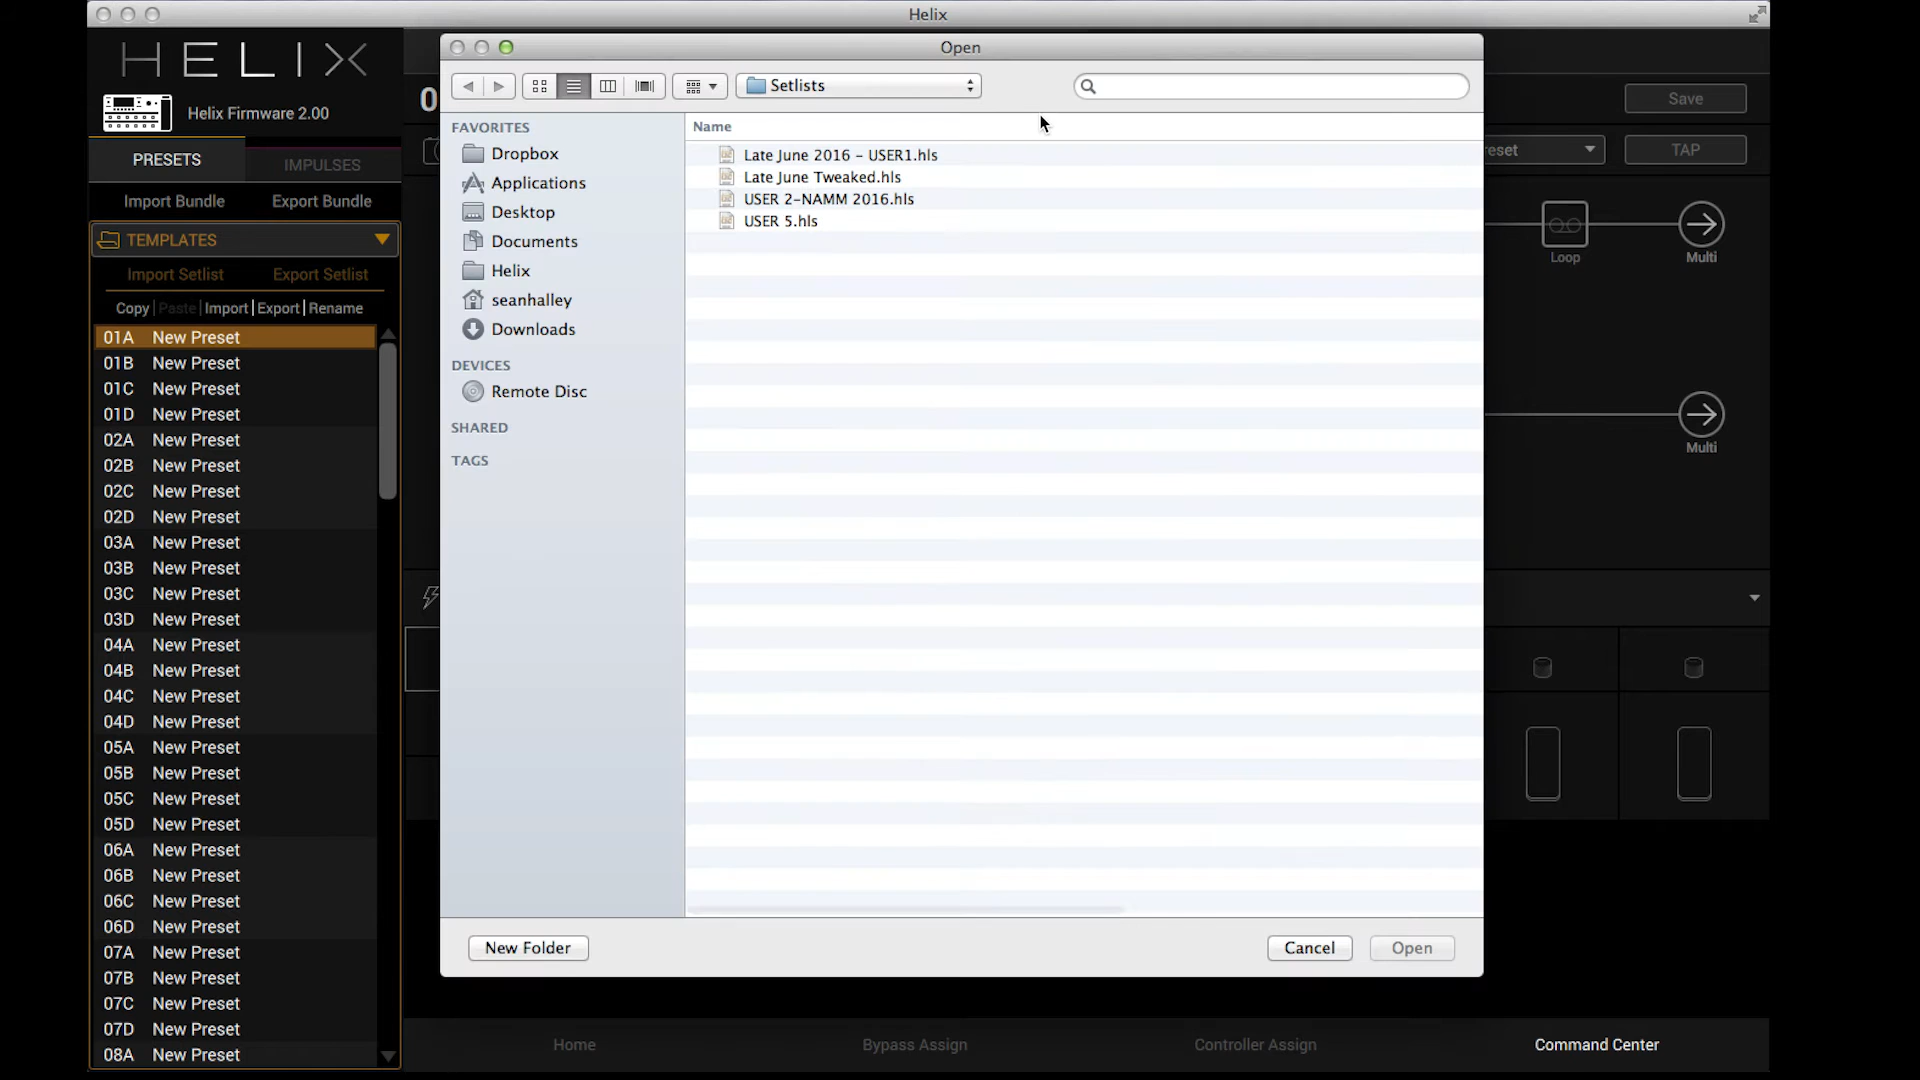 Helix
HELIX
Helix Firmware 2.00
PRESETS
IMPULSES
Import Bundle
Export Bundle
TEMPLATES
Import Setlist
Export Setlist
Copy | Paste | Import | Export | Rename
01A New Preset
01B New Preset
01C New Preset
01D New Preset
02A New Preset
02B New Preset
02C New Preset
02D New Preset
03A New Preset
03B New Preset
03C New Preset
03D New Preset
04A New Preset
04B New Preset
04C New Preset
04D New Preset
05A New Preset
05B New Preset
05C New Preset
05D New Preset
06A New Preset
06B New Preset
06C New Preset
06D New Preset
07A New Preset
07B New Preset
07C New Preset
07D New Preset
08A New Preset
0
Open
Setlists
FAVORITES
Dropbox
Applications
Desktop
Documents
Helix
seanhalley
Downloads
DEVICES
Remote Disc
SHARED
TAGS
Name
Late June 2016 – USER1.hls
Late June Tweaked.hls
USER 2-NAMM 2016.hls
USER 5.hls
New Folder
Cancel
Open
Save
reset
TAP
Loop
Multi
Multi
Home
Bypass Assign
Controller Assign
Command Center